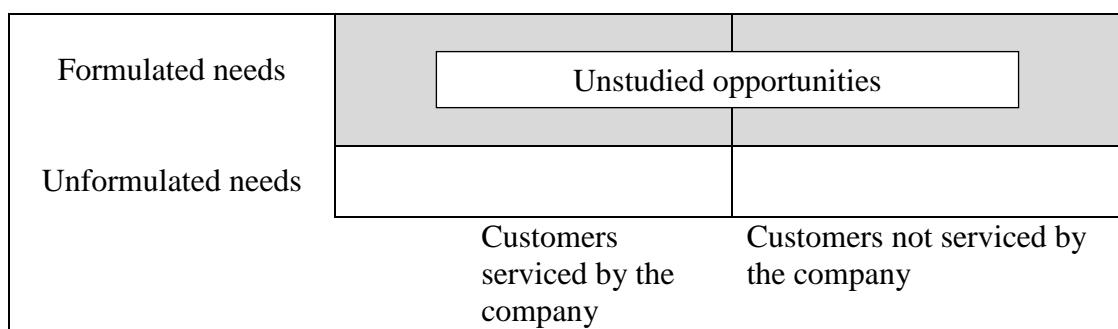 Formulated needs
Unstudied opportunities
Unformulated needs
Customers
serviced by the
company
Customers not serviced by
the company